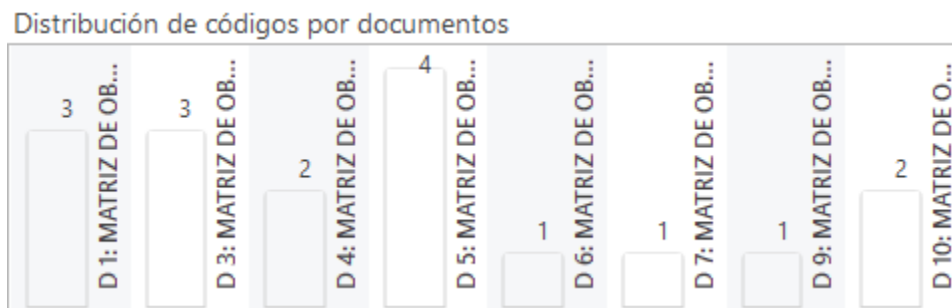 Distribución de códigos por documentos
3
D 1: MATRIZ DE OB...
3
D 3: MATRIZ DE OB...
2
D 4: MATRIZ DE OB...
4
D 5: MATRIZ DE OB...
1
D 6: MATRIZ DE OB...
1
D 7: MATRIZ DE OB...
1
D 9: MATRIZ DE OB...
2
D 10: MATRIZ DE O...